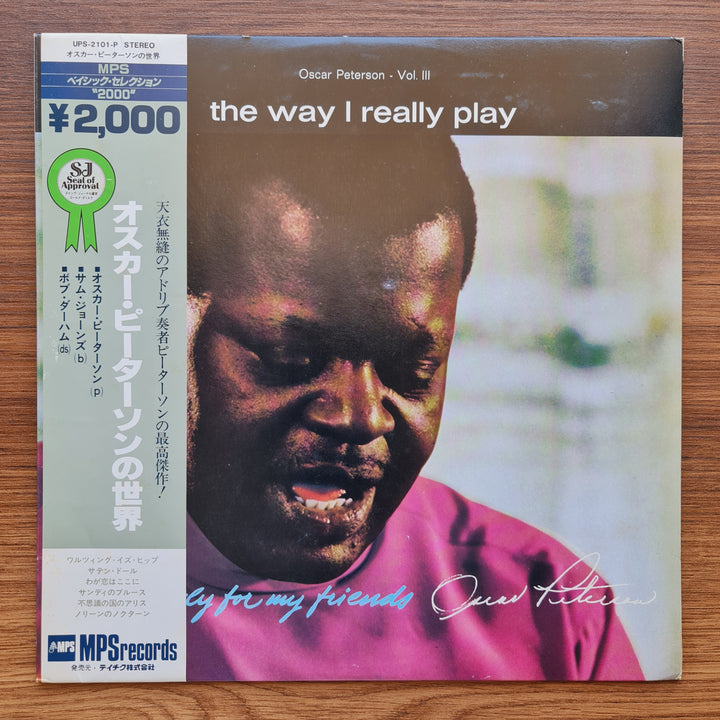 UPS-2101-P STEREO
オスカー・ピーターソンの世界
MPS
ベイシック・セレクション
"2000"
¥2,000
SJ
Seal of
Approval
オスカー・ピーターソンの世界
天衣無縫のアドリブ奏者ピーターソンの最高傑作!
■オスカー・ピーターソン(p)
■サム・ジョーンズ(b)
■ボブ・ダーハム(ds)
ワルツィング・イズ・ヒップ
サテン・ドール
わが恋はここに
サンディのブルース
不思議の国のアリス
ノリーンのノクターン
MPS MPSrecords
発売元・テイチク株式会社
Oscar Peterson - Vol. III
the way I really play
ly for my friends
Oscar Peterson